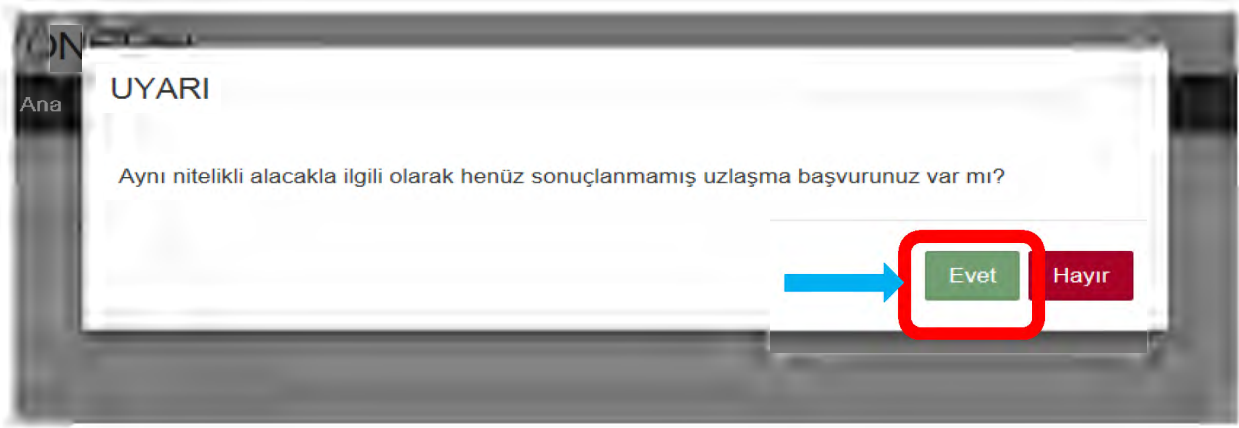 Ana
UYARI
Aynı nitelikli alacakla ilgili olarak henüz sonuçlanmamış uzlaşma başvurunuz var mı?
Evet Hayır